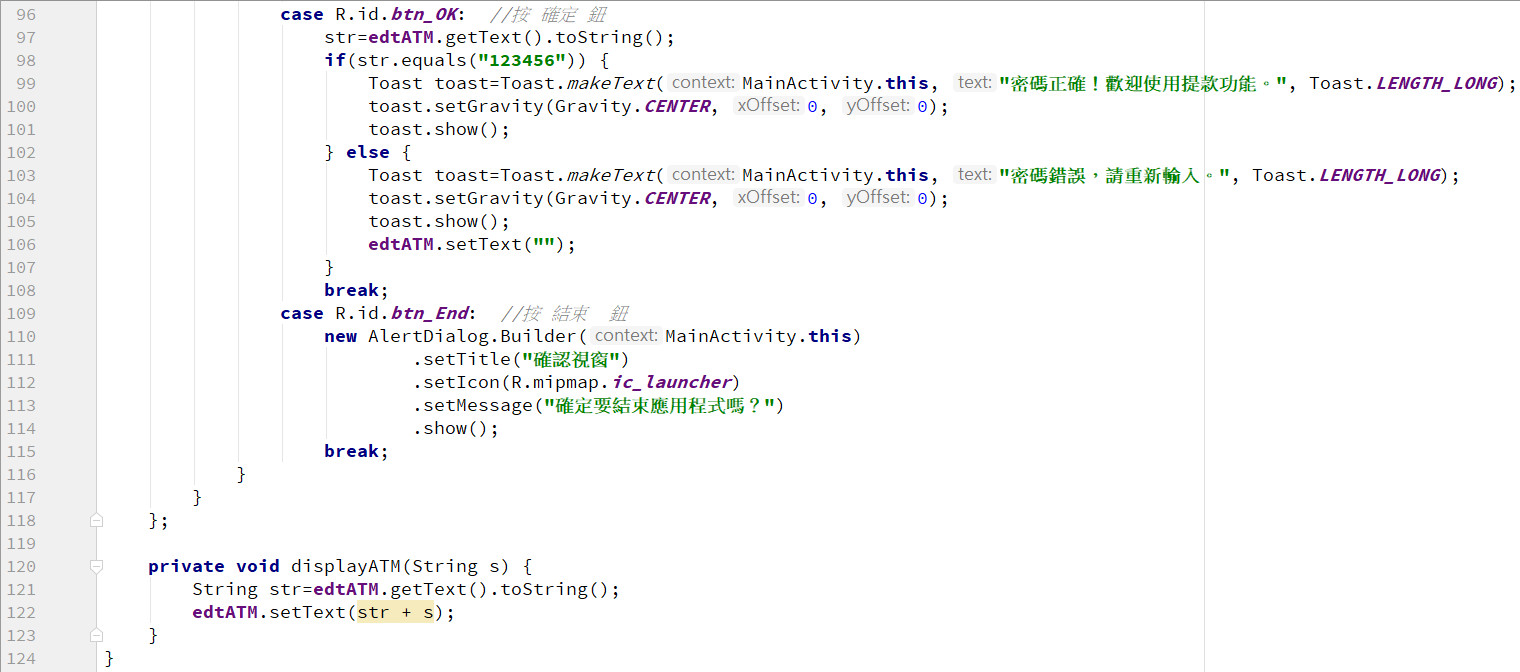 96 case R.id.btn_OK: //按 確定 鈕
97 str=edtATM.getText().toString();
98 if(str.equals("123456")) {
99 Toast toast=Toast.makeText( context: MainActivity.this, text: "密碼正確！歡迎使用提款功能。", Toast.LENGTH_LONG);
100 toast.setGravity(Gravity.CENTER, xOffset: 0, yOffset: 0);
101 toast.show();
102 } else {
103 Toast toast=Toast.makeText( context: MainActivity.this, text: "密碼錯誤，請重新輸入。", Toast.LENGTH_LONG);
104 toast.setGravity(Gravity.CENTER, xOffset: 0, yOffset: 0);
105 toast.show();
106 edtATM.setText("");
107 }
108 break;
109 case R.id.btn_End: //按 結束 鈕
110 new AlertDialog.Builder( context: MainActivity.this)
111 .setTitle("確認視窗")
112 .setIcon(R.mipmap.ic_launcher)
113 .setMessage("確定要結束應用程式嗎？")
114 .show();
115 break;
116 }
117 }
118 };
119
120 private void displayATM(String s) {
121 String str=edtATM.getText().toString();
122 edtATM.setText(str + s);
123 }
124 }